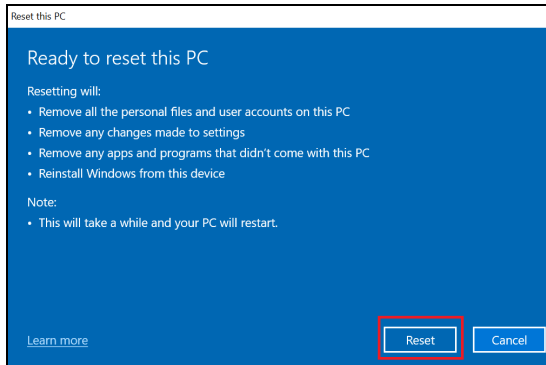 Reset this PC
Ready to reset this PC
Resetting will:
• Remove all the personal files and user accounts on this PC
• Remove any changes made to settings
• Remove any apps and programs that didn't come with this PC
• Reinstall Windows from this device
Note:
• This will take a while and your PC will restart.
Learn more
Reset
Cancel